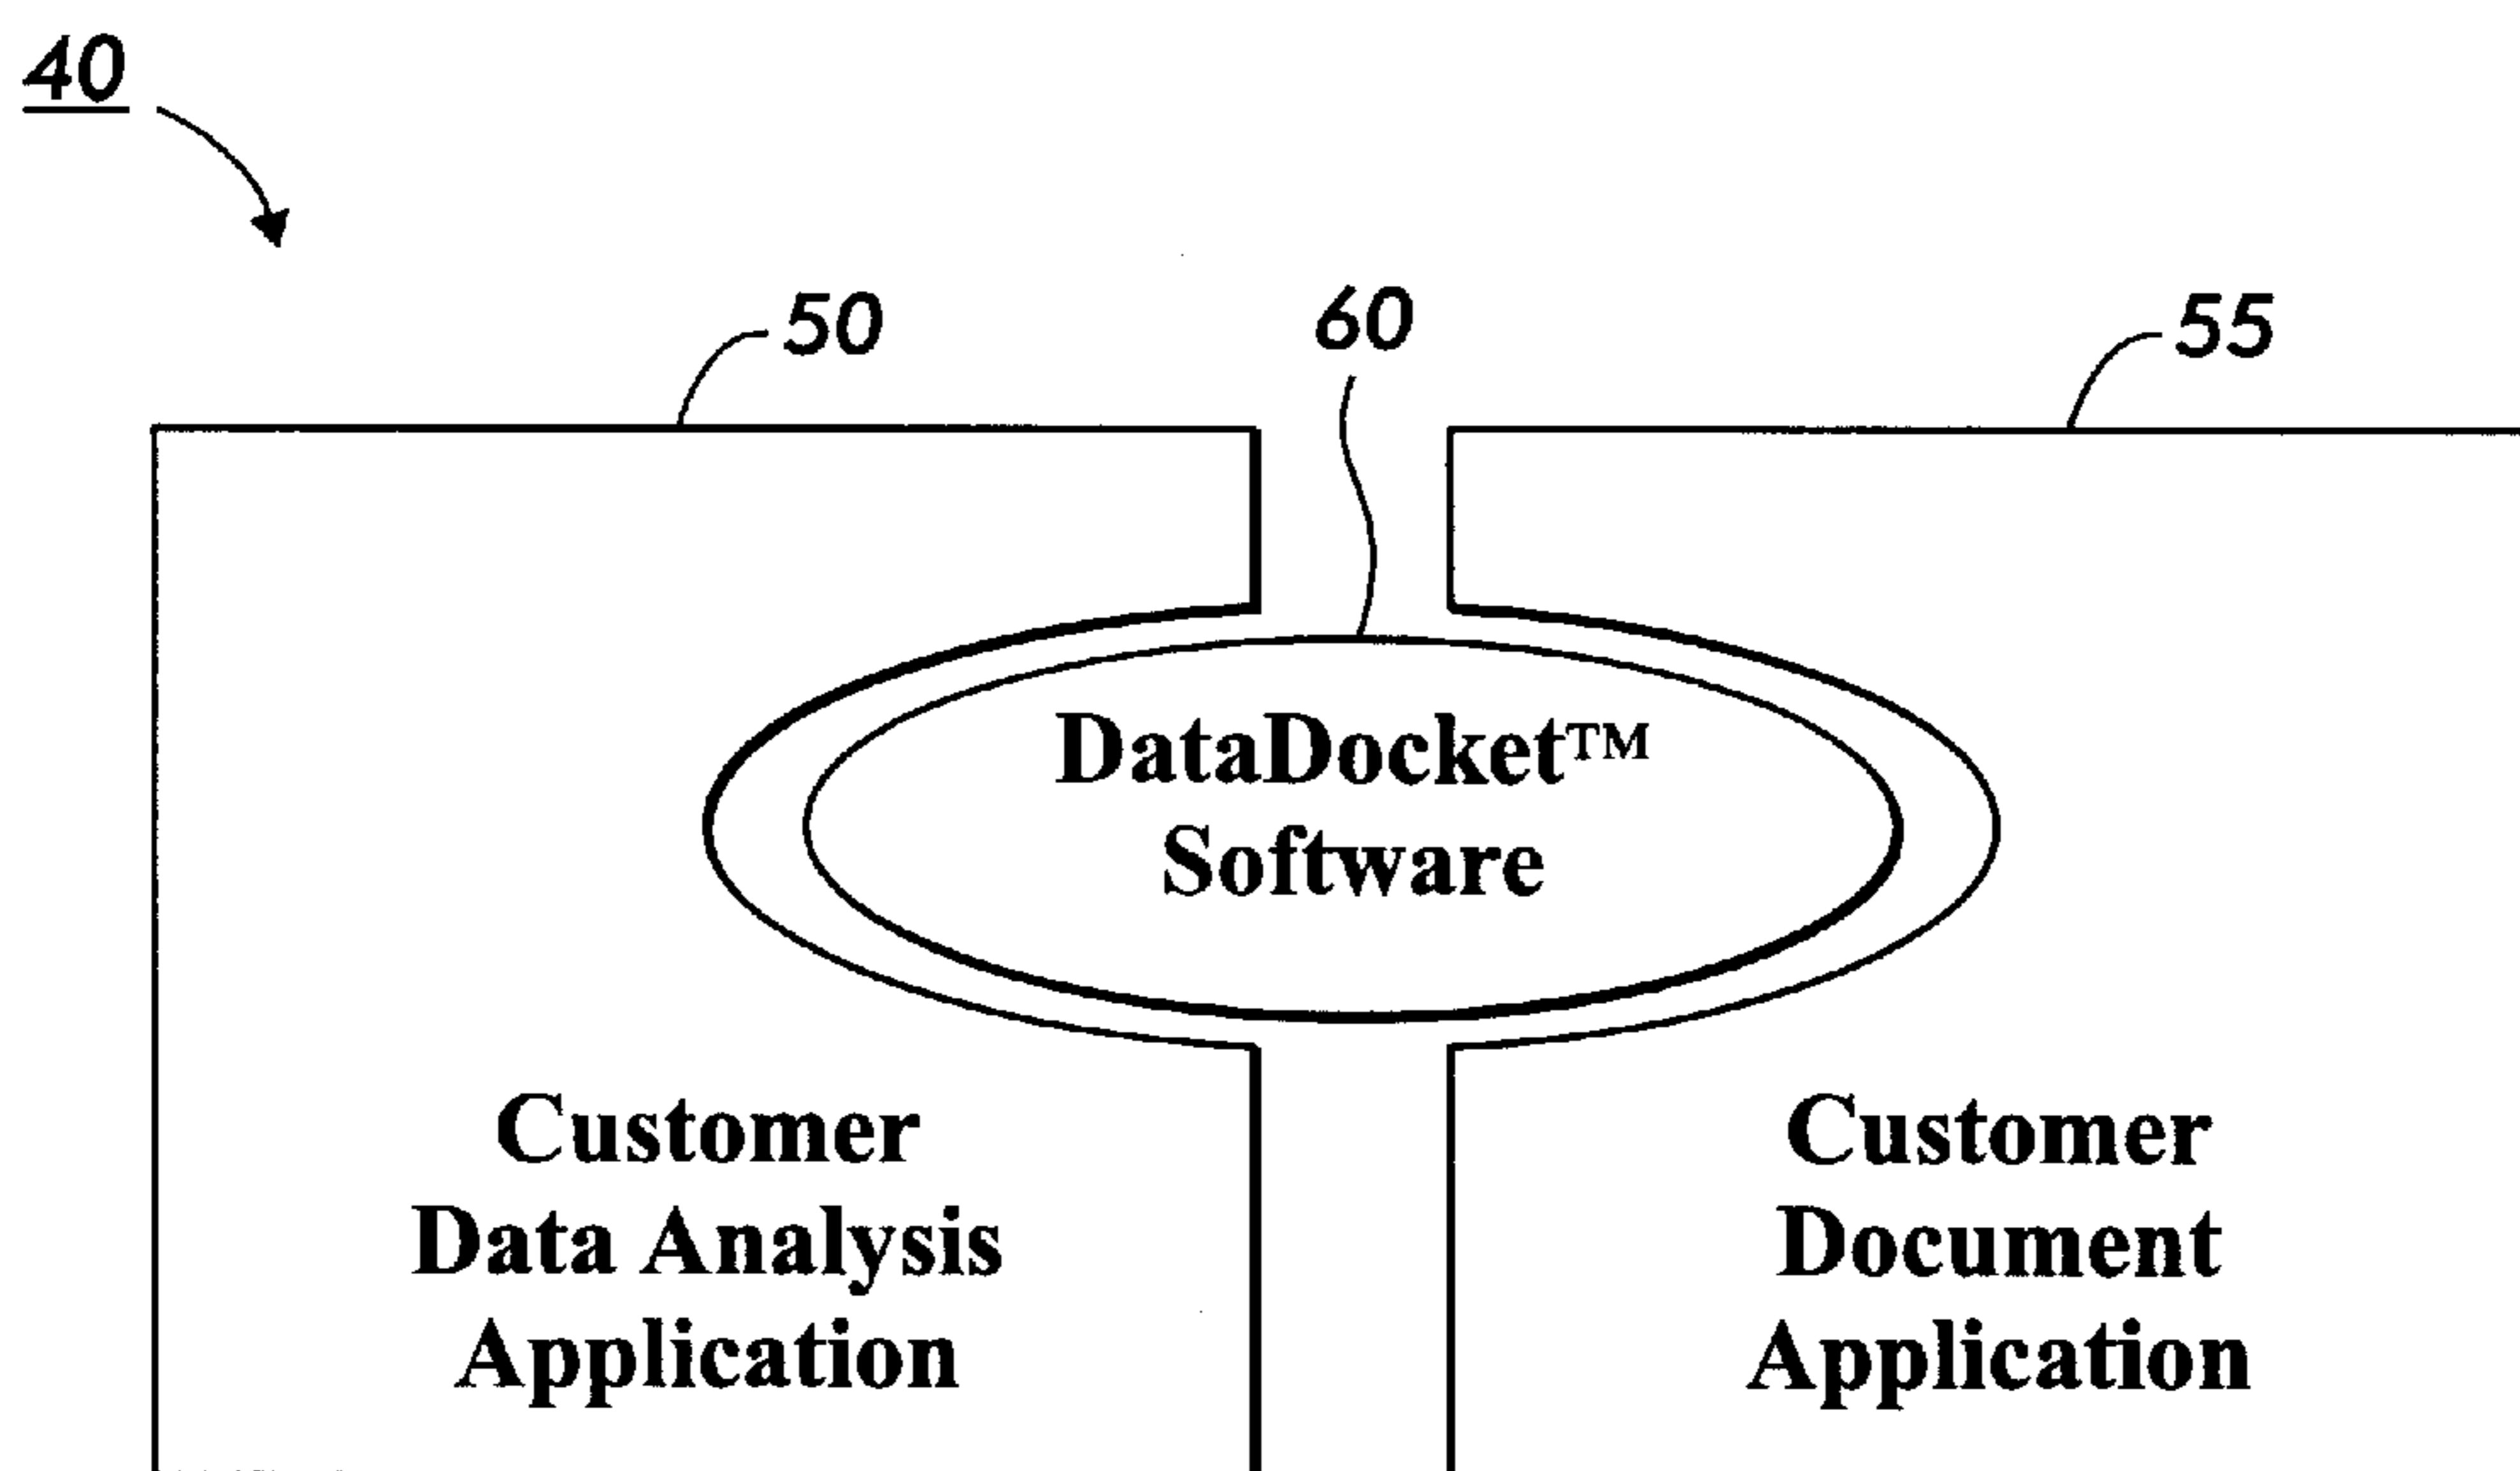 40
50
60
55
DataDocket™
Software
Customer
Data Analysis
Application
Customer
Document
Application